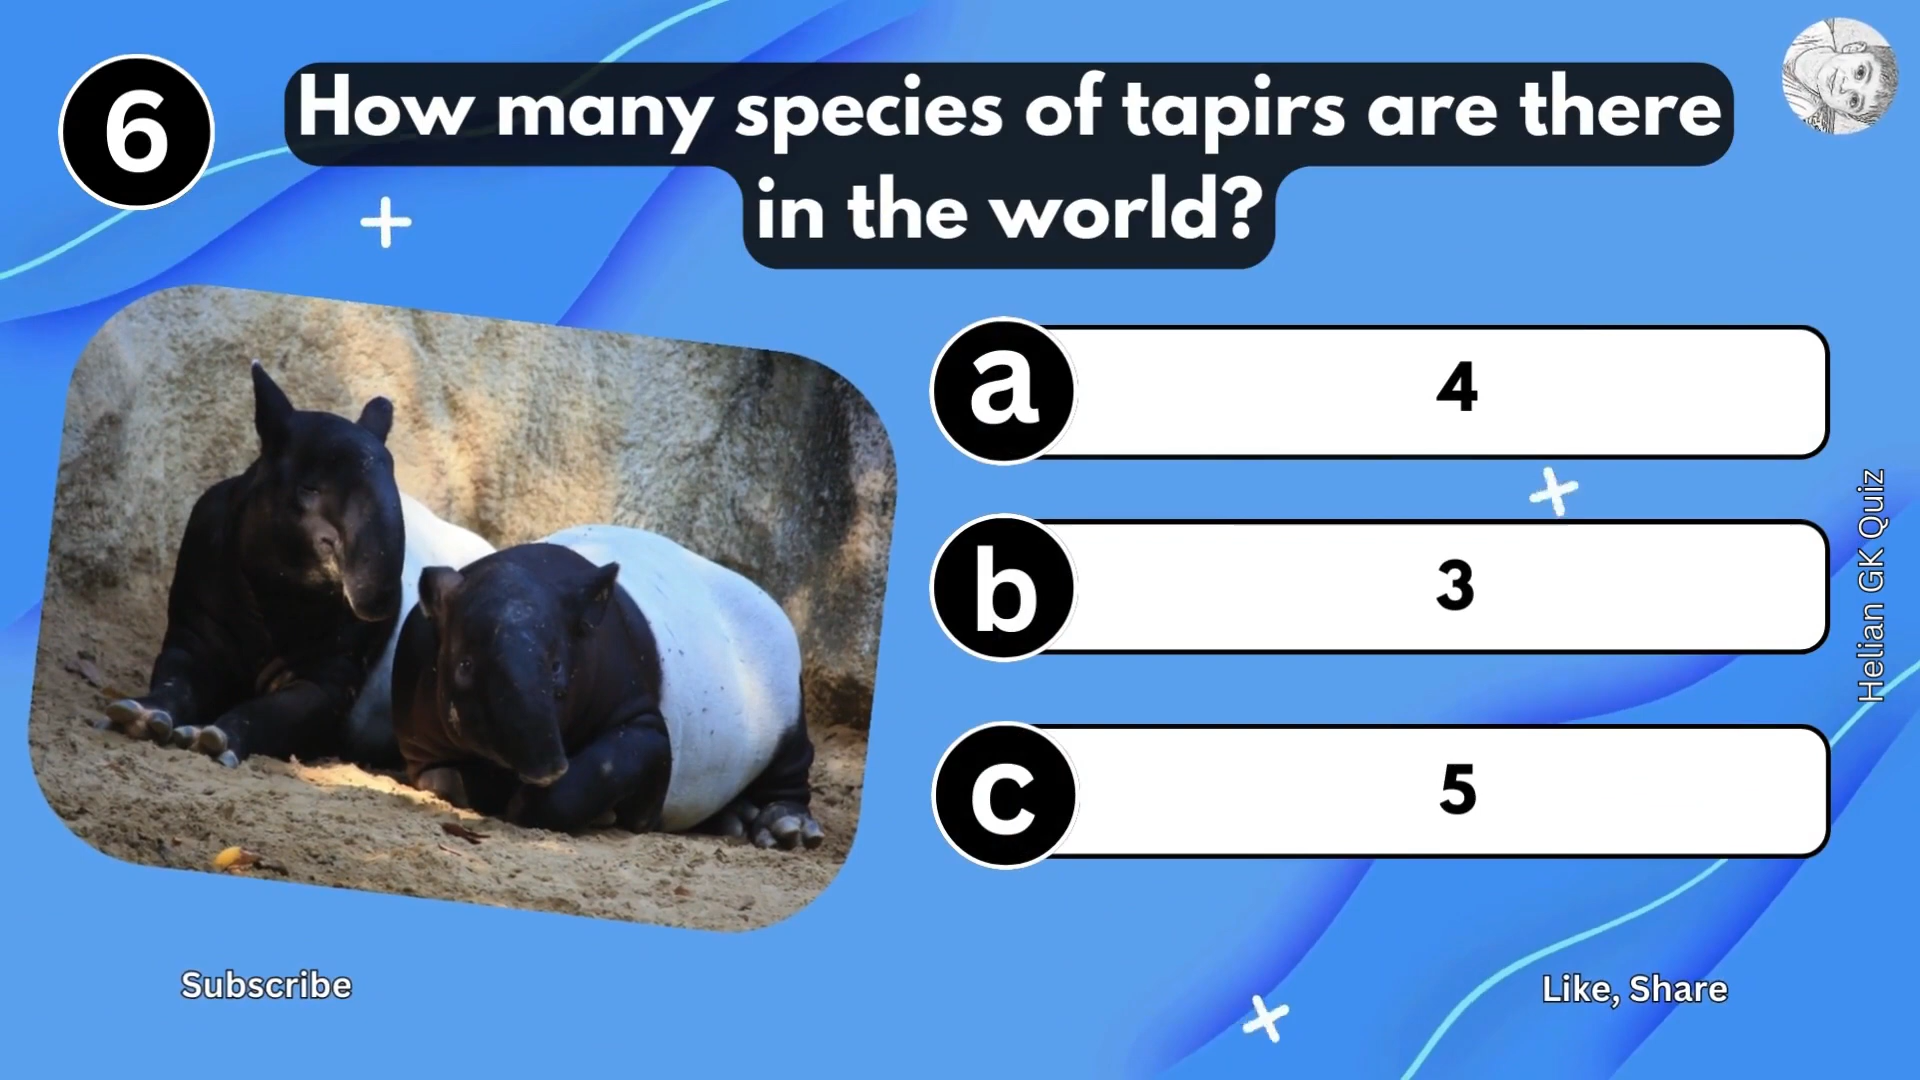 6
How many species of tapirs are there
in the world?
a
4
b
3
c
5
Helian GK Quiz
Subscribe
Like, Share